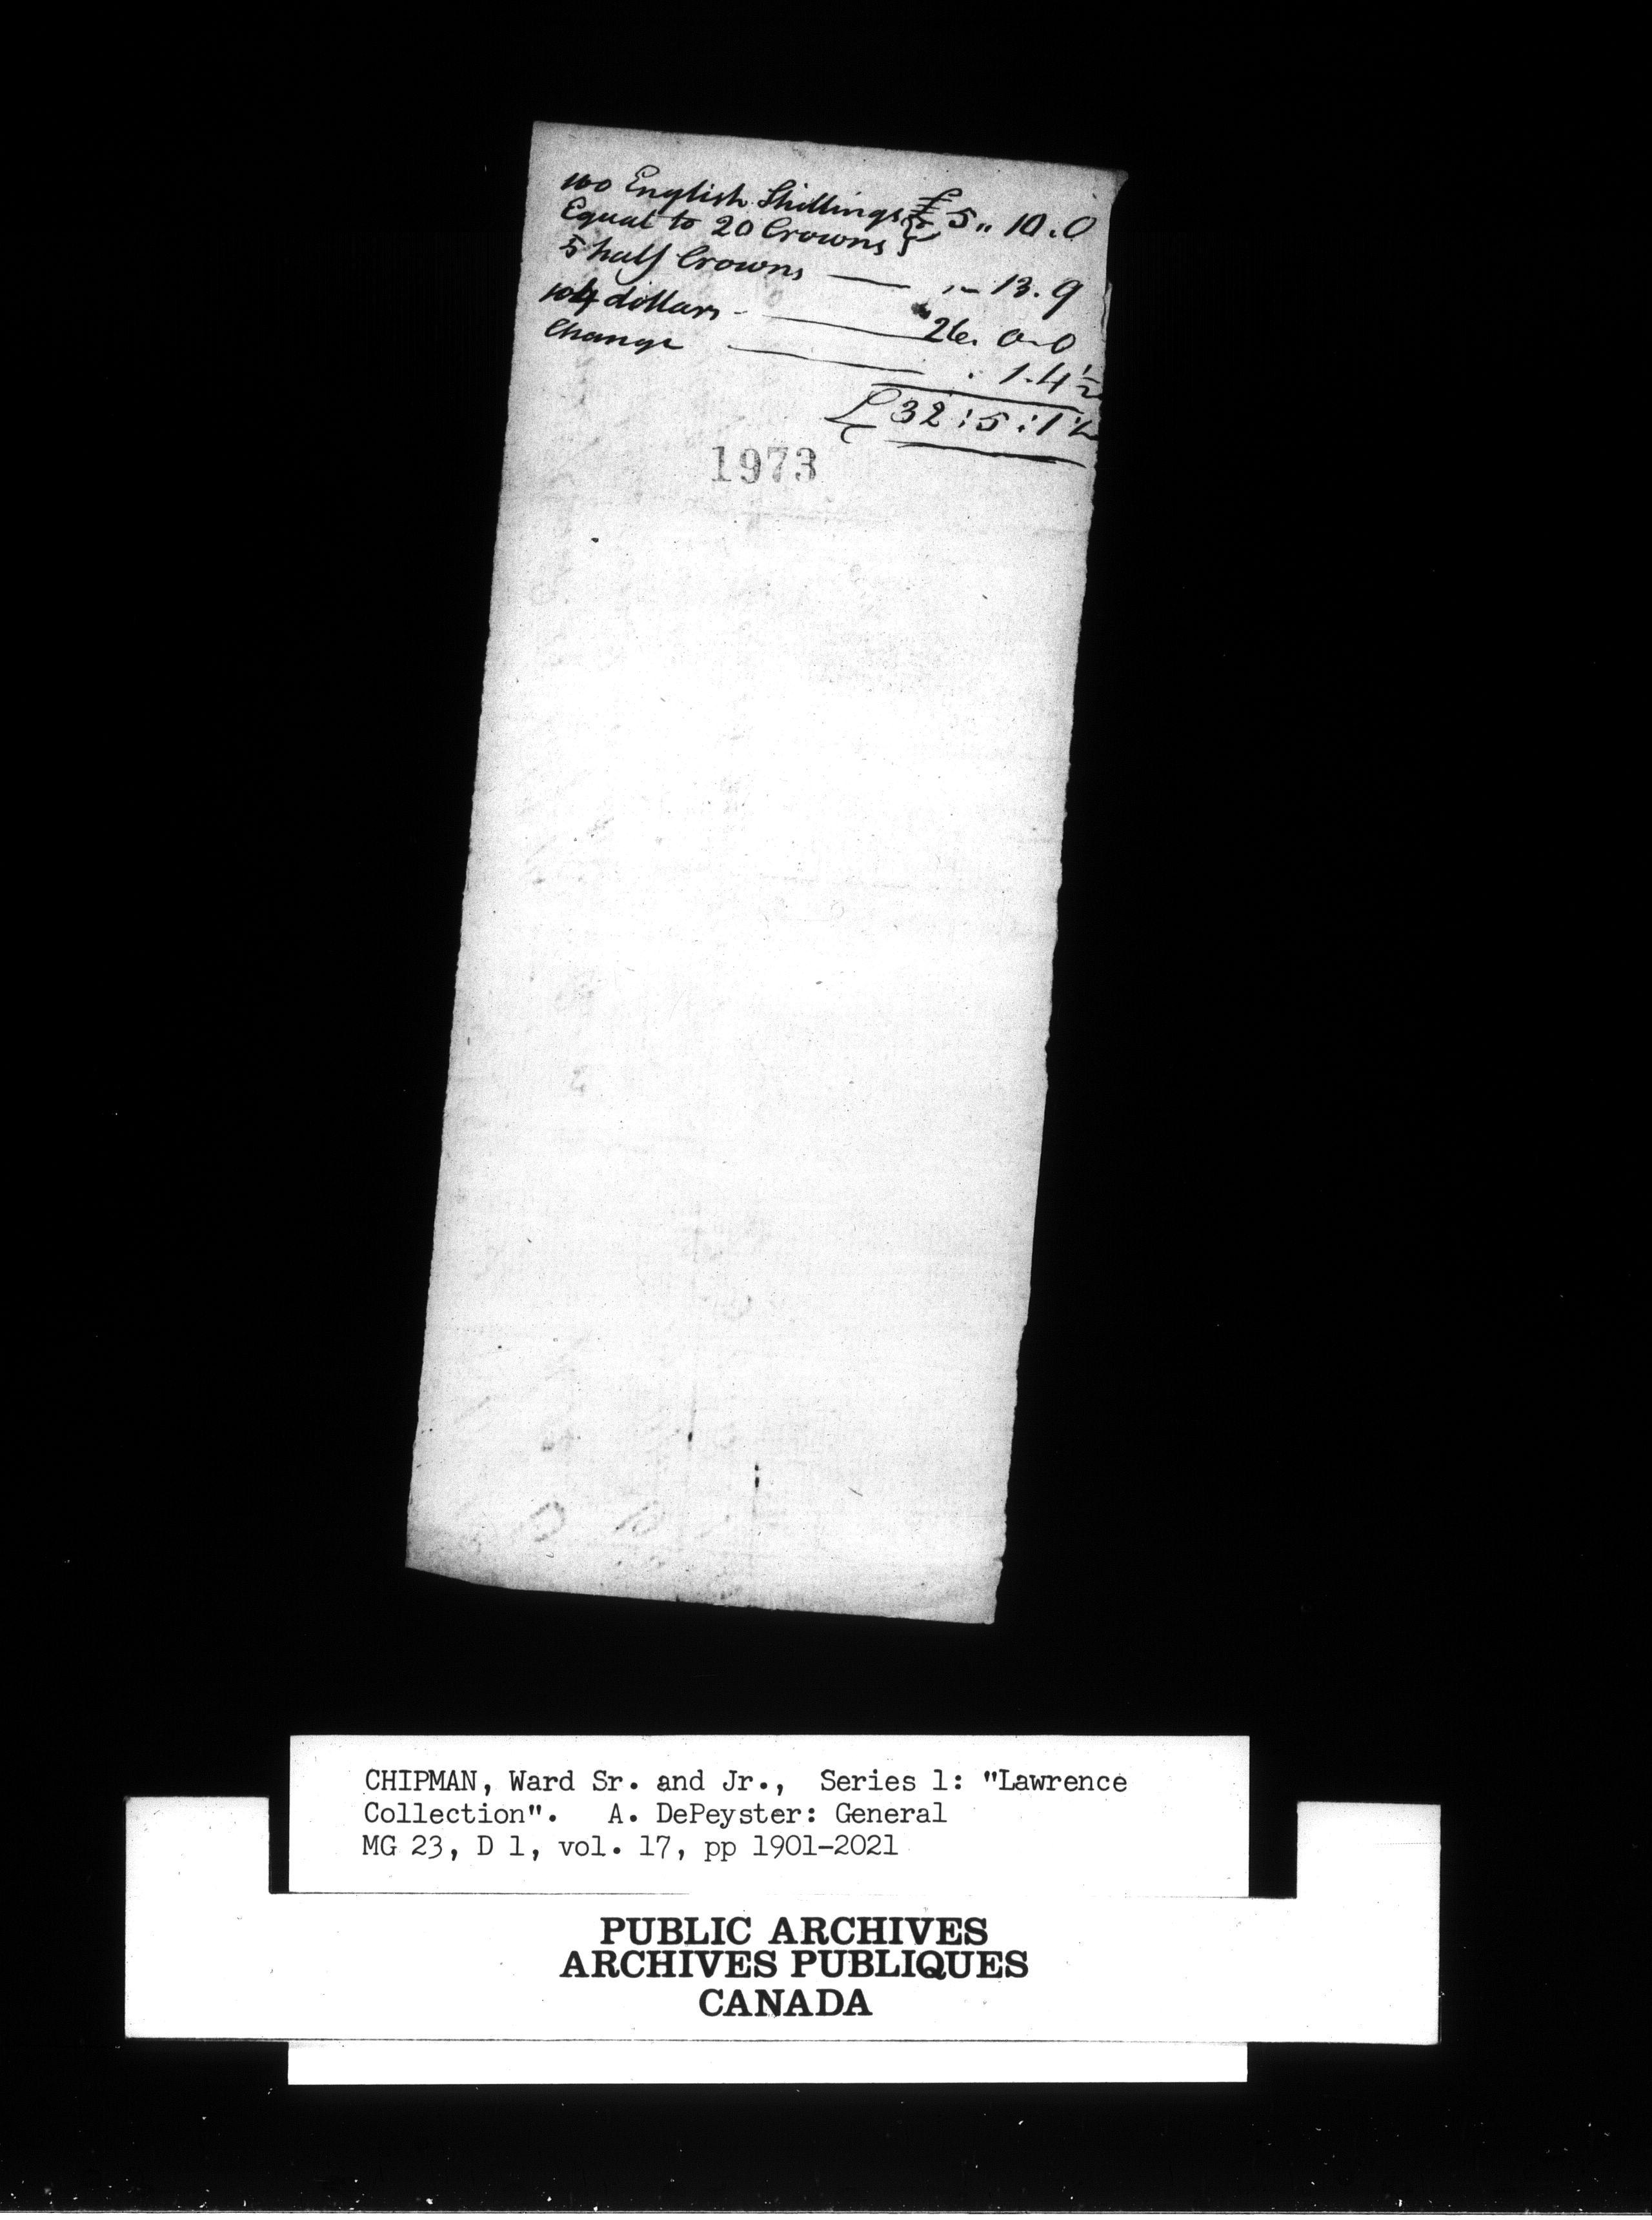 100 English Shillings } £ 5 „ 10 . 0
Equal to 20 Crowns }
5 half Crowns — „ - 13 . 9
104 dollars - — 26. 0-0
Change — . 1.4½
£ 32 : 5 : 1½
1973
CHIPMAN, Ward Sr. and Jr., Series 1: "Lawrence
Collection". A. DePeyster: General
MG 23, D 1, vol. 17, pp 1901-2021
PUBLIC ARCHIVES
ARCHIVES PUBLIQUES
CANADA